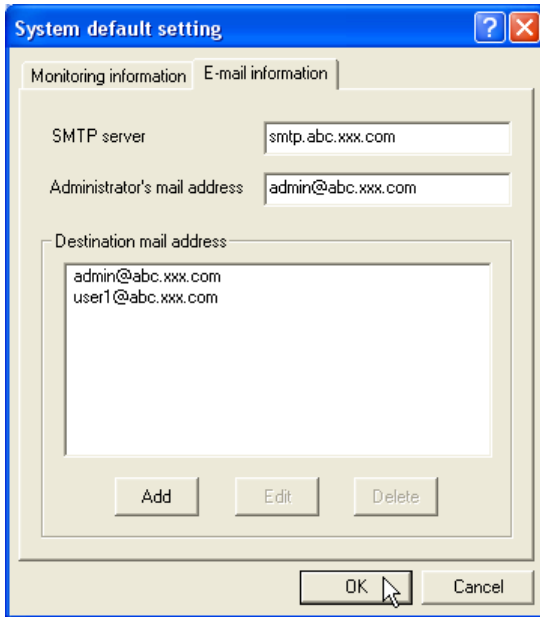 System default setting
Monitoring information E-mail information
SMTP server smtp.abc.xxx.com
Administrator's mail address admin@abc.xxx.com
Destination mail address
admin@abc.xxx.com
user1@abc.xxx.com
Add Edit Delete
OK Cancel